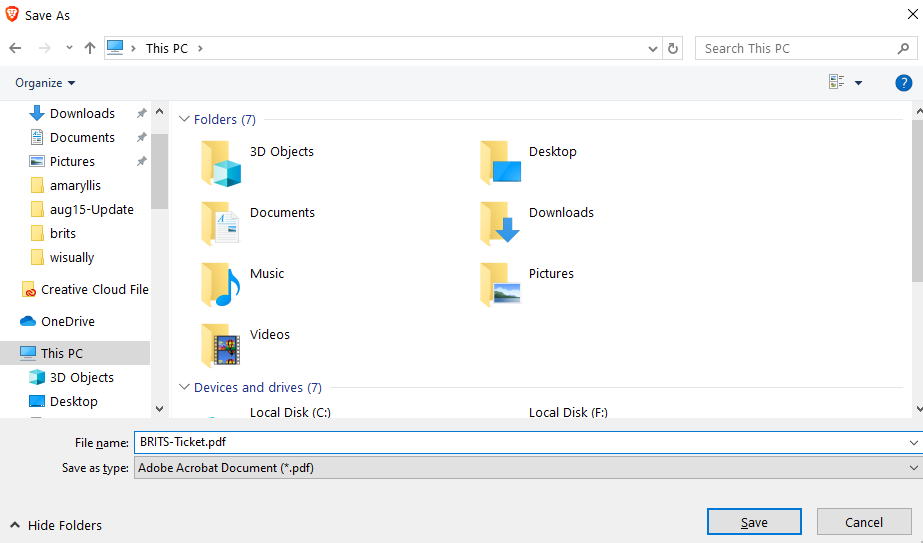 Save As
This PC
Search This PC
Organize
?
Downloads
Documents
Pictures
amaryllis
aug15-Update
brits
wisually
Creative Cloud File
OneDrive
This PC
3D Objects
Desktop
Folders (7)
3D Objects
Desktop
Documents
Downloads
Music
Pictures
Videos
Devices and drives (7)
Local Disk (C:)
Local Disk (F:)
File name: BRITS-Ticket.pdf
Save as type: Adobe Acrobat Document (*.pdf)
Hide Folders
Save
Cancel